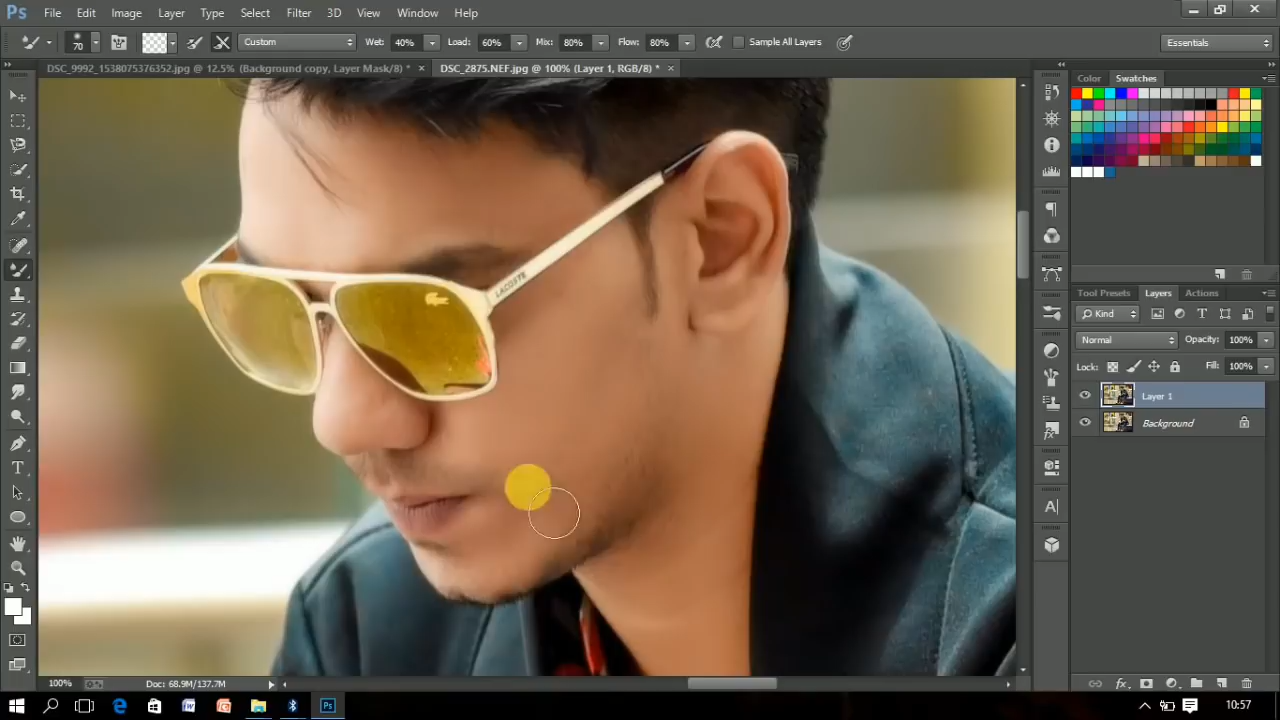 Ps File Edit Image Layer Type Select Filter 3D View Window Help
70 Custom Wet: 40% Load: 60% Mix: 80% Flow: 80% Sample All Layers Essentials
DSC_9992_1538075376352.jpg @ 12.5% (Background copy, Layer Mask/8) * × DSC_2875.NEF.jpg @ 100% (Layer 1, RGB/8) * ×
Color Swatches
LACOSTE
Tool Presets Layers Actions
Kind
Normal Opacity: 100%
Lock: Fill: 100%
Layer 1
Background
100% Doc: 68.9M/137.7M
10:57